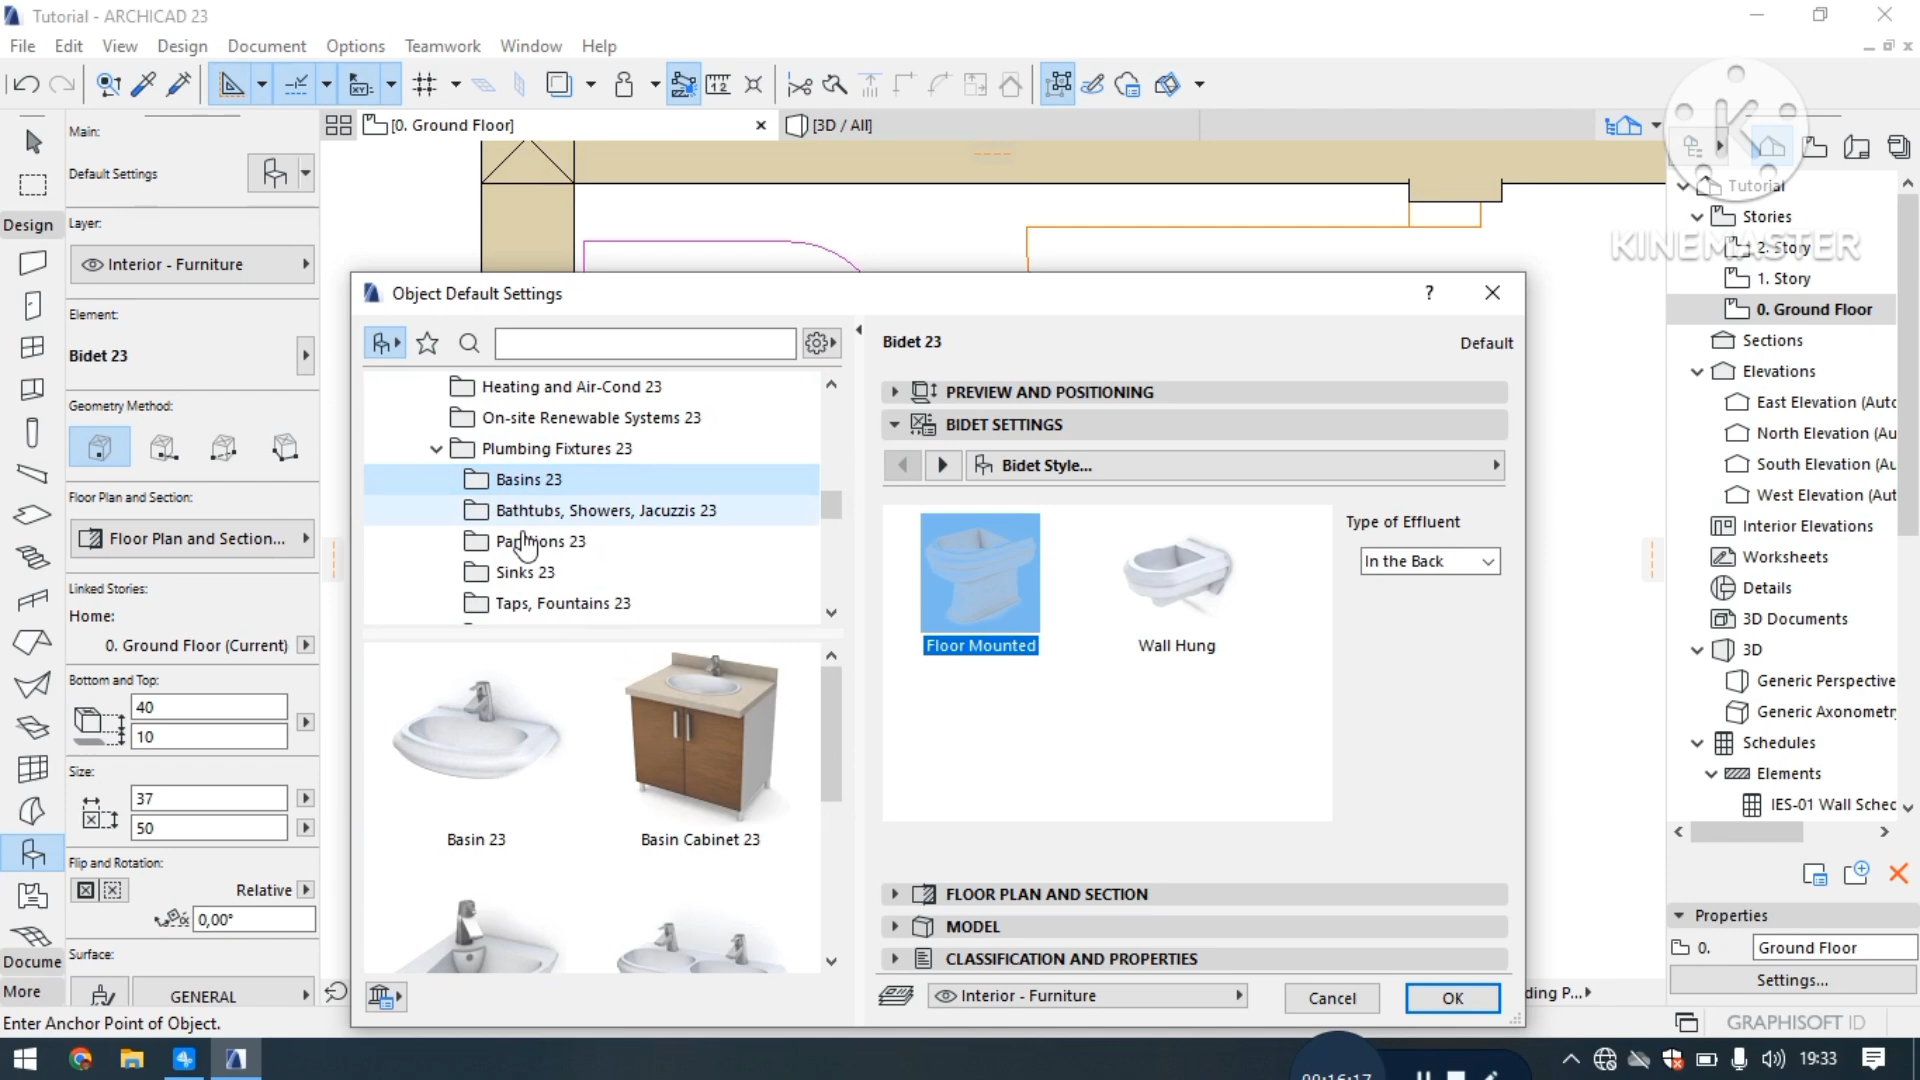 Tutorial - ARCHICAD 23
File Edit View Design Document Options Teamwork Window Help
Main:
[0. Ground Floor]
[3D / All]
Default Settings
Layer:
Interior - Furniture
Element:
Bidet 23
Geometry Method:
Floor Plan and Section:
Floor Plan and Section...
Linked Stories:
Home:
0. Ground Floor (Current)
Bottom and Top:
40
10
Size:
37
50
Flip and Rotation:
Relative
0,00°
Surface:
GENERAL
Design
Docume
More
Enter Anchor Point of Object.
Object Default Settings
?
Heating and Air-Cond 23
On-site Renewable Systems 23
Plumbing Fixtures 23
Basins 23
Bathtubs, Showers, Jacuzzis 23
Partitions 23
Sinks 23
Taps, Fountains 23
Basin 23
Basin Cabinet 23
Bidet 23
Default
PREVIEW AND POSITIONING
BIDET SETTINGS
Bidet Style...
Floor Mounted
Wall Hung
Type of Effluent
In the Back
FLOOR PLAN AND SECTION
MODEL
CLASSIFICATION AND PROPERTIES
Interior - Furniture
Cancel
OK
ding P...
KINEMASTER
Tutorial
Stories
2. Story
1. Story
0. Ground Floor
Sections
Elevations
East Elevation (Auto
North Elevation (Au
South Elevation (Au
West Elevation (Aut
Interior Elevations
Worksheets
Details
3D Documents
3D
Generic Perspective
Generic Axonometr
Schedules
Elements
IES-01 Wall Sched
Properties
0.
Ground Floor
Settings...
GRAPHISOFT ID
00:16:17
19:33